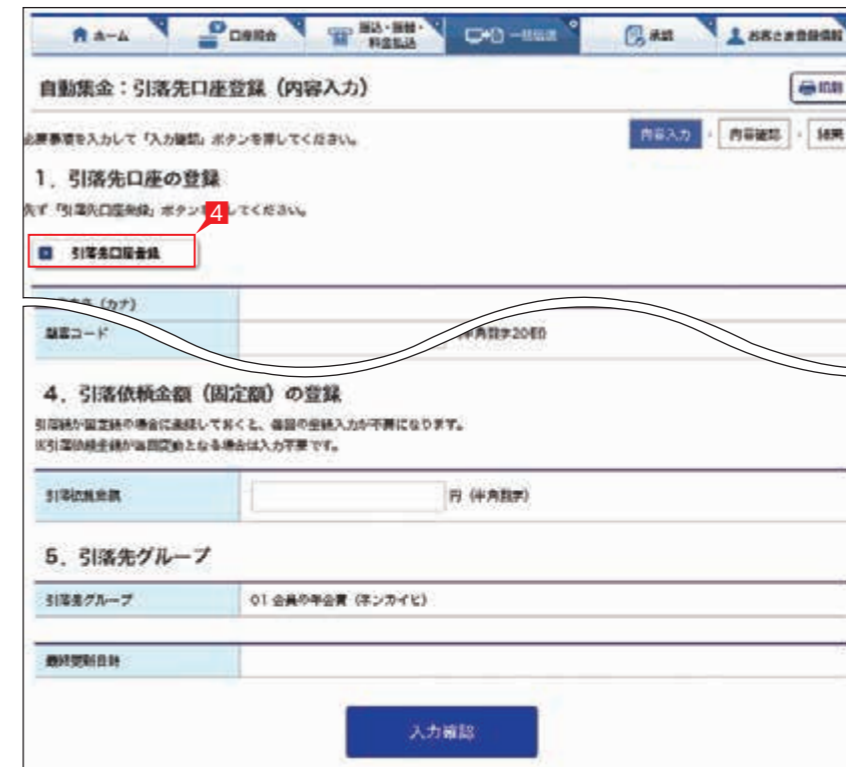 ホーム 口座照会 振込・振替・
料金払込 一括伝送 承認 お客さま登録情報
自動集金：引落先口座登録（内容入力）
印刷
必要事項を入力して「入力確認」ボタンを押してください。
内容入力 内容確認 結果
1．引落先口座の登録
先ず「引落先口座登録」ボタンを押してください。
4
引落先口座登録
（カナ）
顧客コード （半角数字20桁）
4．引落依頼金額（固定額）の登録
引落額が固定額の場合に登録しておくと、毎回の金額入力が不要になります。
※引落依頼金額が毎回変動となる場合は入力不要です。
引落依頼金額 円（半角数字）
5．引落先グループ
引落先グループ 01 会員の年会費（ネンカイヒ）
最終更新日時
入力確認